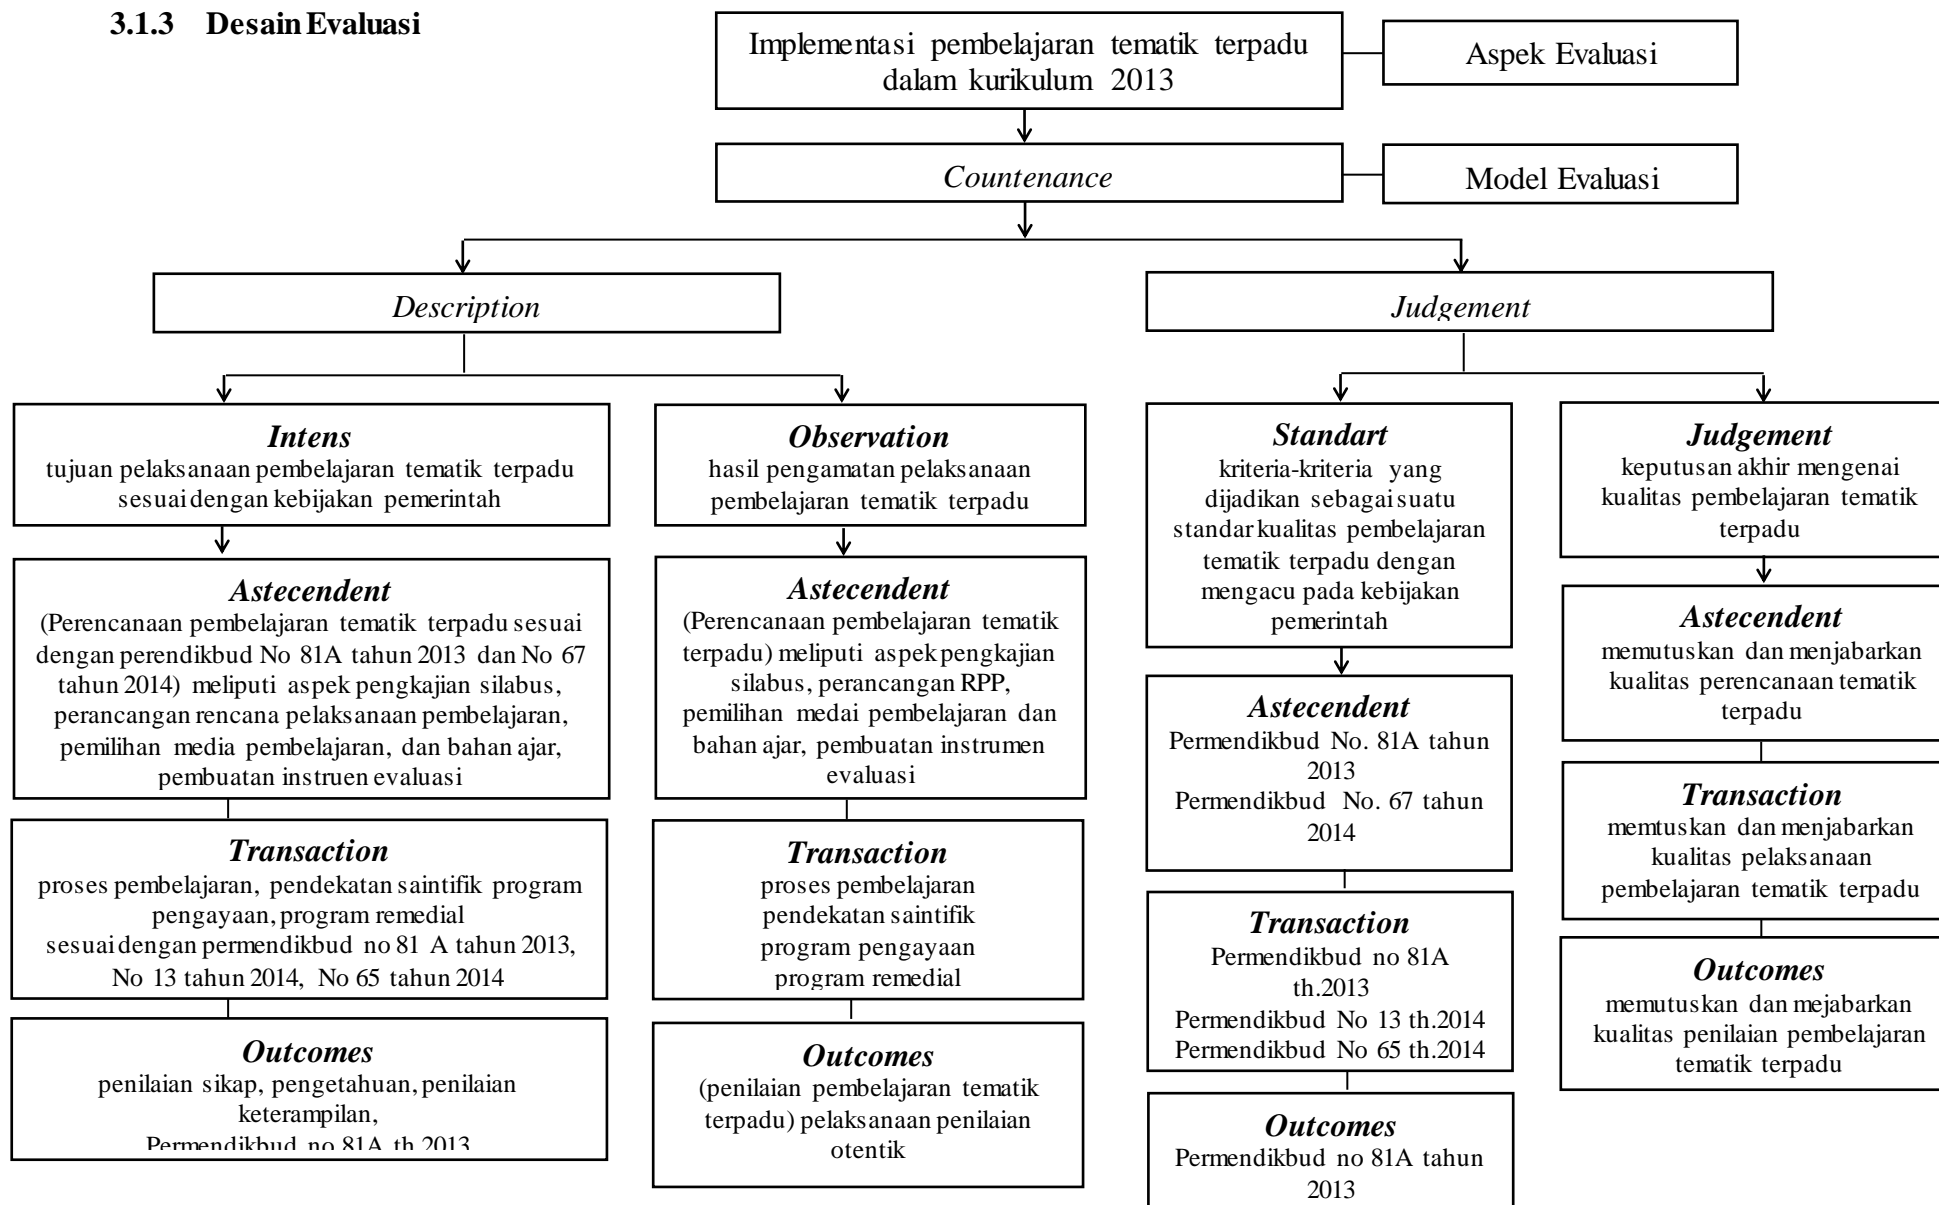 3.1.3 Desain Evaluasi
Implementasi pembelajaran tematik terpadu
dalam kurikulum 2013
Aspek Evaluasi
Countenance
Model Evaluasi
Description
Judgement
Intens
tujuan pelaksanaan pembelajaran tematik terpadu
sesuai dengan kebijakan pemerintah
Observation
hasil pengamatan pelaksanaan
pembelajaran tematik terpadu
Standart
kriteria-kriteria yang
dijadikan sebagai suatu
standar kualitas pembelajaran
tematik terpadu dengan
mengacu pada kebijakan
pemerintah
Judgement
keputusan akhir mengenai
kualitas pembelajaran tematik
terpadu
Astecendent
(Perencanaan pembelajaran tematik terpadu sesuai
dengan perendikbud No 81A tahun 2013 dan No 67
tahun 2014) meliputi aspek pengkajian silabus,
perancangan rencana pelaksanaan pembelajaran,
pemilihan media pembelajaran, dan bahan ajar,
pembuatan instruen evaluasi
Astecendent
(Perencanaan pembelajaran tematik
terpadu) meliputi aspek pengkajian
silabus, perancangan RPP,
pemilihan medai pembelajaran dan
bahan ajar, pembuatan instrumen
evaluasi
Astecendent
Permendikbud No. 81A tahun
2013
Permendikbud No. 67 tahun
2014
Astecendent
memutuskan dan menjabarkan
kualitas perencanaan tematik
terpadu
Transaction
proses pembelajaran, pendekatan saintifik program
pengayaan, program remedial
sesuai dengan permendikbud no 81 A tahun 2013,
No 13 tahun 2014, No 65 tahun 2014
Transaction
proses pembelajaran
pendekatan saintifik
program pengayaan
program remedial
Transaction
Permendikbud no 81A
th.2013
Permendikbud No 13 th.2014
Permendikbud No 65 th.2014
Transaction
memtuskan dan menjabarkan
kualitas pelaksanaan
pembelajaran tematik terpadu
Outcomes
penilaian sikap, pengetahuan, penilaian
keterampilan,
Permendikbud no 81A th 2013
Outcomes
(penilaian pembelajaran tematik
terpadu) pelaksanaan penilaian
otentik
Outcomes
Permendikbud no 81A tahun
2013
Outcomes
memutuskan dan mejabarkan
kualitas penilaian pembelajaran
tematik terpadu